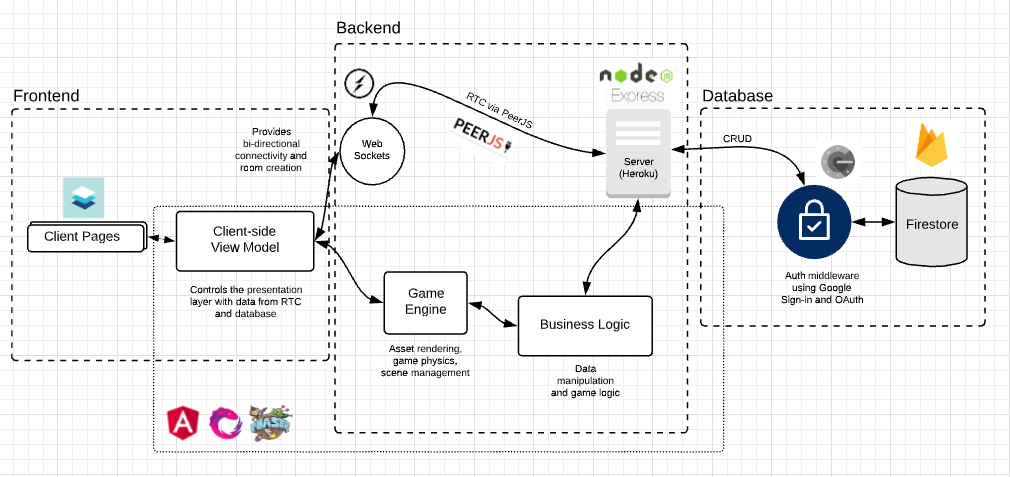 Backend
Frontend
Database
node
JS
Express
RTC via PeerJS
PEERJS
Provides
bi-directional
connectivity and
room creation
Web
Sockets
Server
(Heroku)
CRUD
Client Pages
Client-side
View Model
Controls the presentation
layer with data from RTC
and database
Game
Engine
Asset rendering,
game physics,
scene management
Business Logic
Data
manipulation
and game logic
Auth middleware
using Google
Sign-in and OAuth
Firestore
A
PHASER